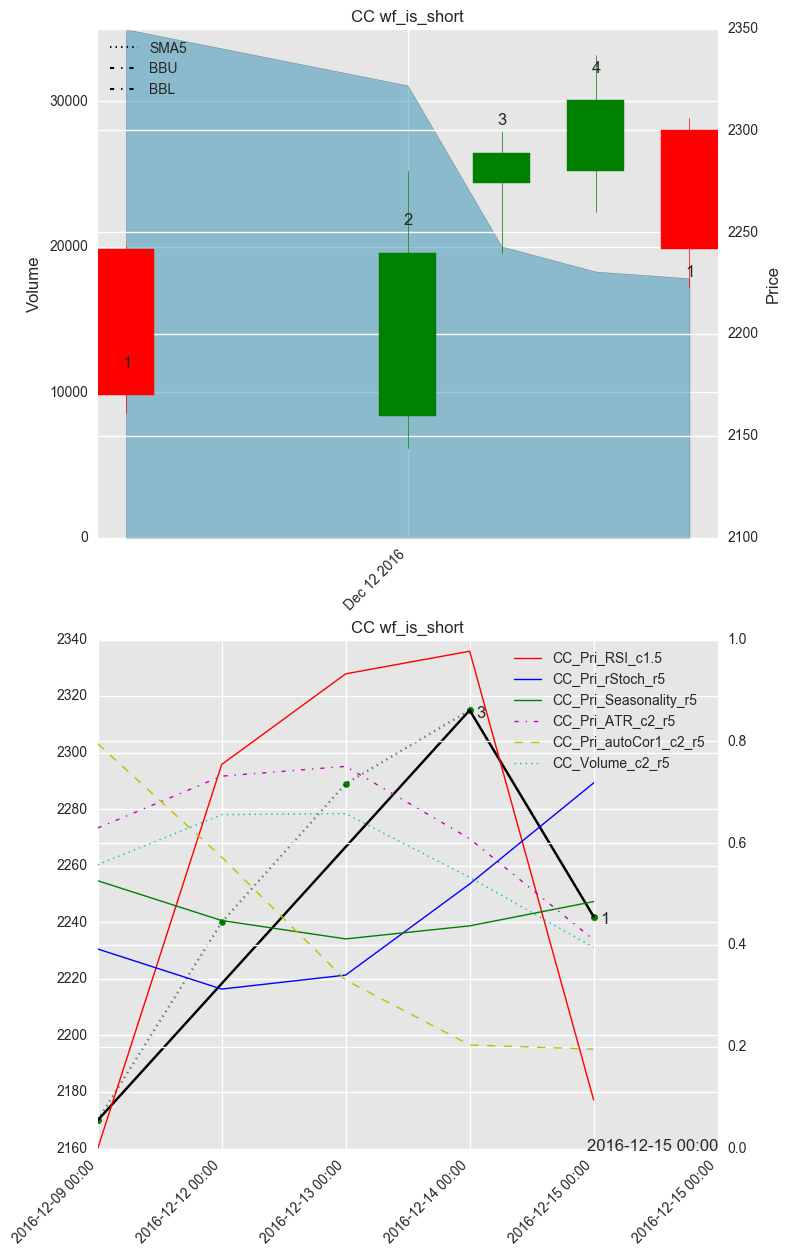 CC wf_is_short
SMA5
BBU
BBL
2350
30000
4
3
2300
2
20000
2250
1
Volume
Price
2200
1
10000
2150
0
2100
Dec 12 2016
CC wf_is_short
2340
1.0
CC_Pri_RSI_c1.5
CC_Pri_rStoch_r5
CC_Pri_Seasonality_r5
CC_Pri_ATR_c2_r5
CC_Pri_autoCor1_c2_r5
CC_Volume_c2_r5
2320
3
2300
0.8
2280
2260
0.6
2240
1
2220
0.4
2200
0.2
2180
2160
0.0
2016-12-15 00:00
2016-12-09 00:00
2016-12-12 00:00
2016-12-13 00:00
2016-12-14 00:00
2016-12-15 00:00
2016-12-15 00:00